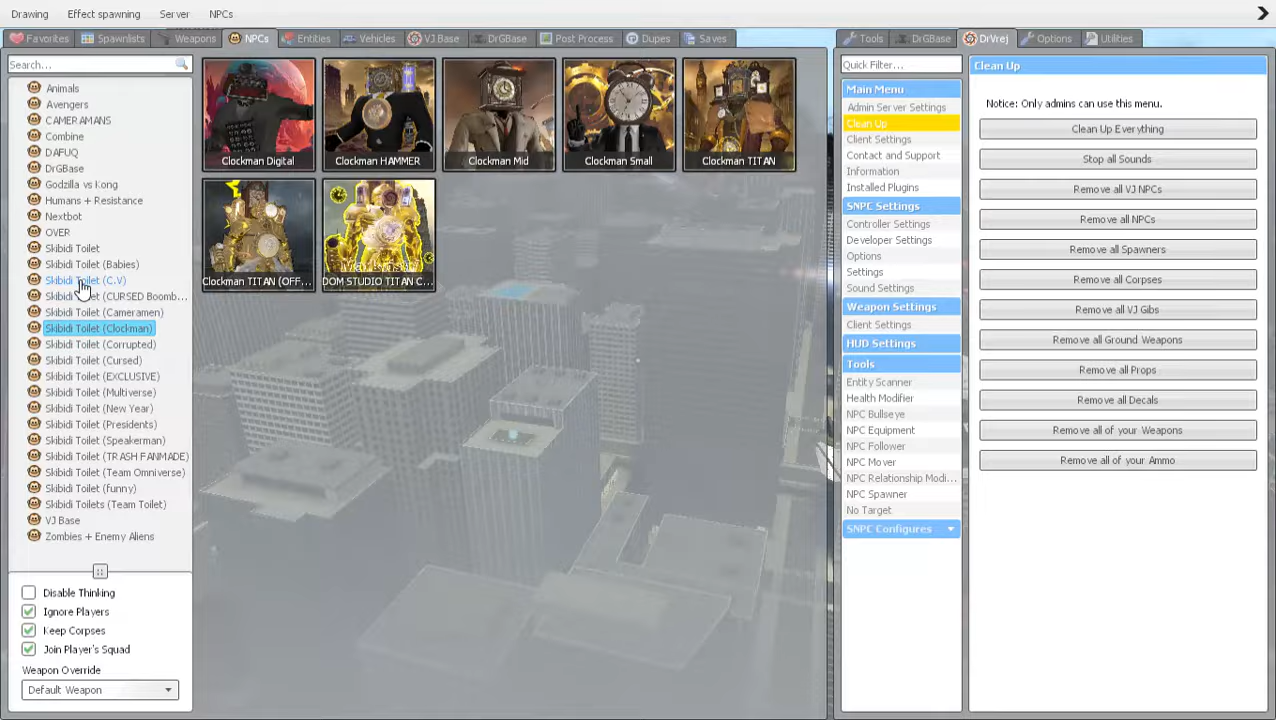 Drawing Effect spawning Server NPCs
Favorites Spawnlists Weapons NPCs Entities Vehicles VJ Base DrGBase Post Process Dupes Saves
Search...
Animals
Avengers
CAMERAMANS
Combine
DAFUQ
DrGBase
Godzilla vs Kong
Humans + Resistance
Nextbot
OVER
Skibidi Toilet
Skibidi Toilet (Babies)
Skibidi Toilet (C.V)
Skibidi Toilet (CURSED Boomb...
Skibidi Toilet (Cameramen)
Skibidi Toilet (Clockman)
Skibidi Toilet (Corrupted)
Skibidi Toilet (Cursed)
Skibidi Toilet (EXCLUSIVE)
Skibidi Toilet (Multiverse)
Skibidi Toilet (New Year)
Skibidi Toilet (Presidents)
Skibidi Toilet (Speakerman)
Skibidi Toilet (TRASH FANMADE)
Skibidi Toilet (Team Omniverse)
Skibidi Toilet (funny)
Skibidi Toilets (Team Toilet)
VJ Base
Zombies + Enemy Aliens
Disable Thinking
Ignore Players
Keep Corpses
Join Player's Squad
Weapon Override
Default Weapon
Clockman Digital Clockman HAMMER Clockman Mid Clockman Small Clockman TITAN
Clockman TITAN (OFF... DOM STUDIO TITAN C...
Tools DRGBase DrVrej Options Utilities
Quick Filter...
Main Menu
Admin Server Settings
Clean Up
Client Settings
Contact and Support
Information
Installed Plugins
SNPC Settings
Controller Settings
Developer Settings
Options
Settings
Sound Settings
Weapon Settings
Client Settings
HUD Settings
Tools
Entity Scanner
Health Modifier
NPC Bullseye
NPC Equipment
NPC Follower
NPC Mover
NPC Relationship Modi...
NPC Spawner
No Target
SNPC Configures
Clean Up
Notice: Only admins can use this menu.
Clean Up Everything
Stop all Sounds
Remove all VJ NPCs
Remove all NPCs
Remove all Spawners
Remove all Corpses
Remove all VJ Gibs
Remove all Ground Weapons
Remove all Props
Remove all Decals
Remove all of your Weapons
Remove all of your Ammo